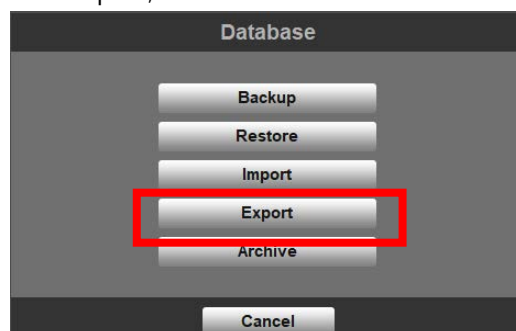 Database
Backup
Restore
Import
Export
Archive
Cancel